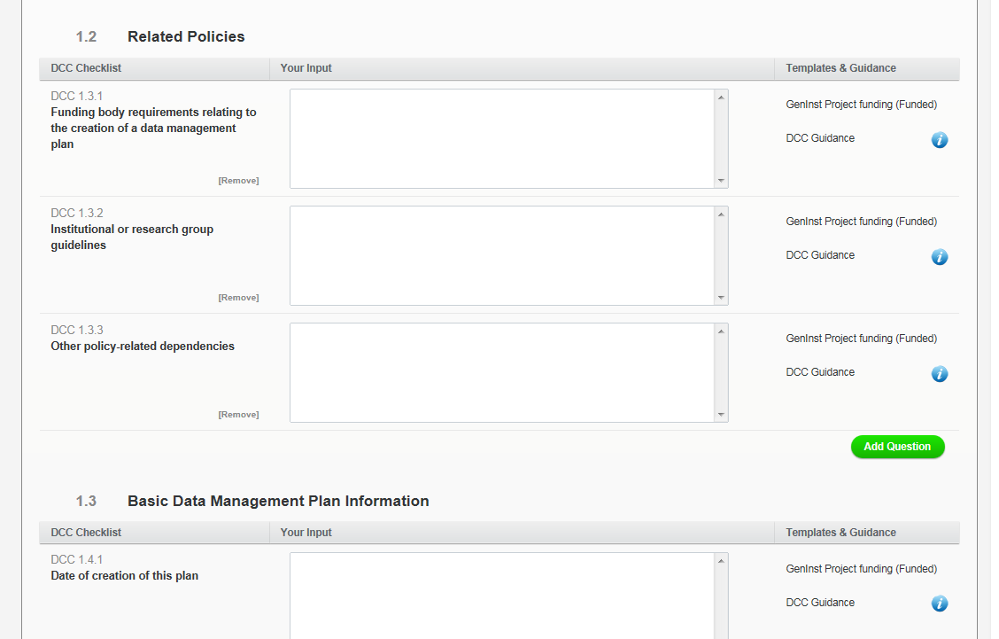 1.2 Related Policies
DCC Checklist Your Input Templates & Guidance
DCC 1.3.1
Funding body requirements relating to
the creation of a data management
plan
[Remove]
GenInst Project funding (Funded)
DCC Guidance
i
DCC 1.3.2
Institutional or research group
guidelines
[Remove]
GenInst Project funding (Funded)
DCC Guidance
i
DCC 1.3.3
Other policy-related dependencies
[Remove]
GenInst Project funding (Funded)
DCC Guidance
i
Add Question
1.3 Basic Data Management Plan Information
DCC Checklist Your Input Templates & Guidance
DCC 1.4.1
Date of creation of this plan
GenInst Project funding (Funded)
DCC Guidance
i